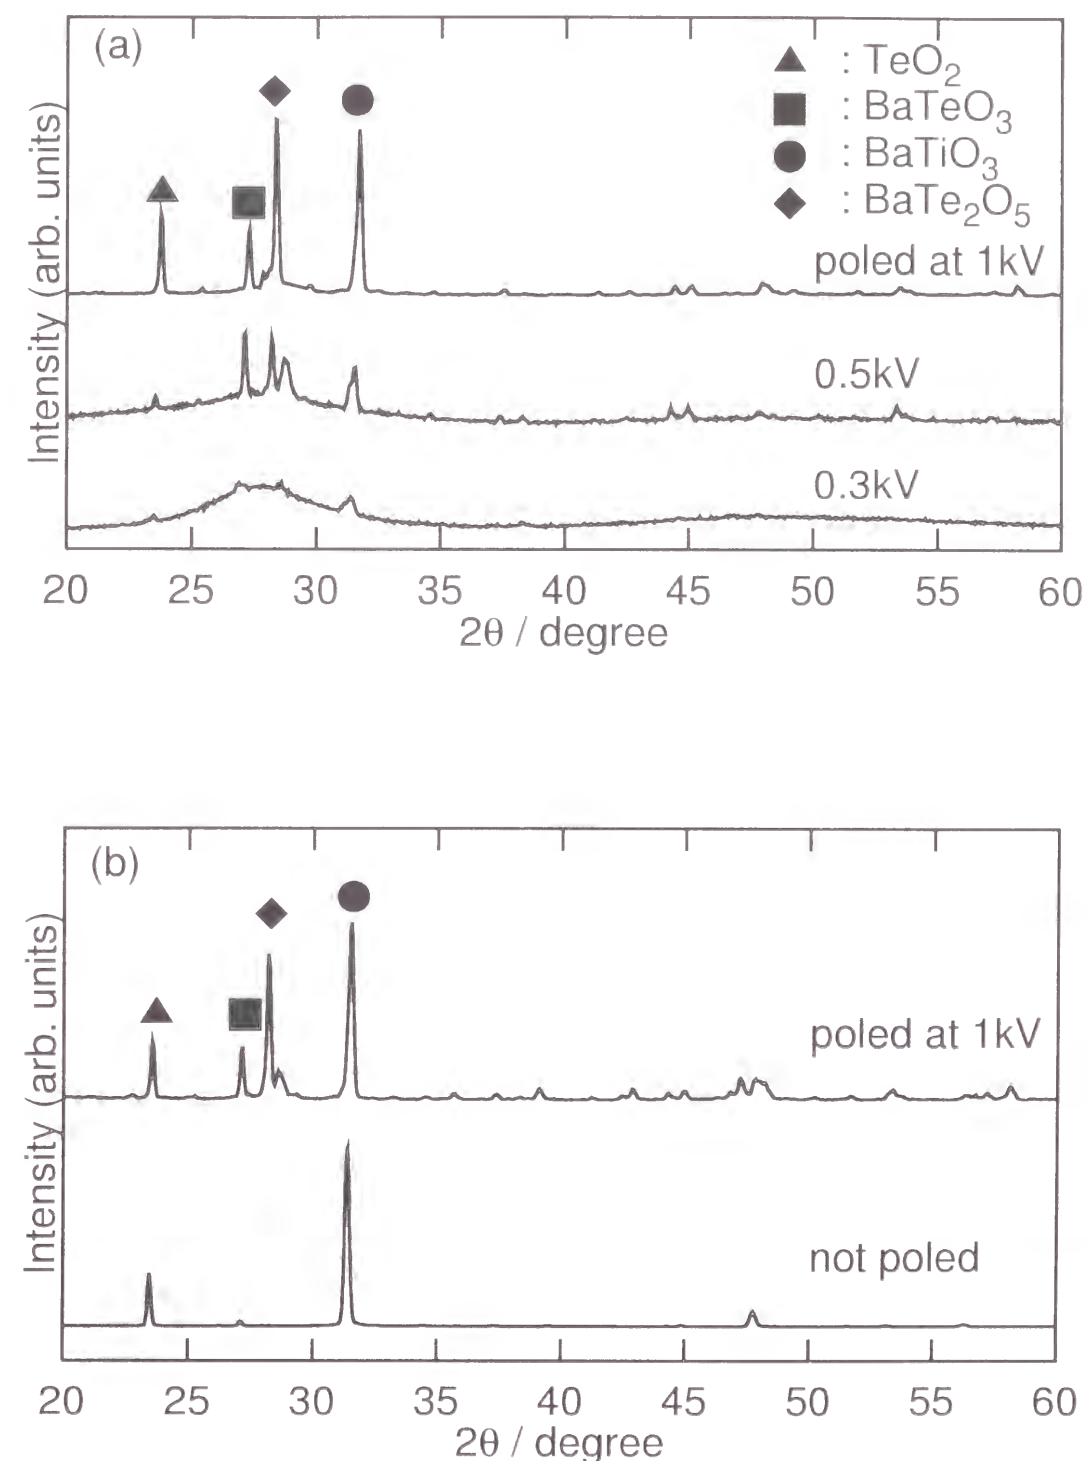 (a)
▲ : TeO₂
■ : BaTeO₃
● : BaTiO₃
◆ : BaTe₂O₅
poled at 1kV
0.5kV
0.3kV
Intensity (arb. units)
20 25 30 35 40 45 50 55 60
2θ / degree
(b)
poled at 1kV
not poled
Intensity (arb. units)
20 25 30 35 40 45 50 55 60
2θ / degree